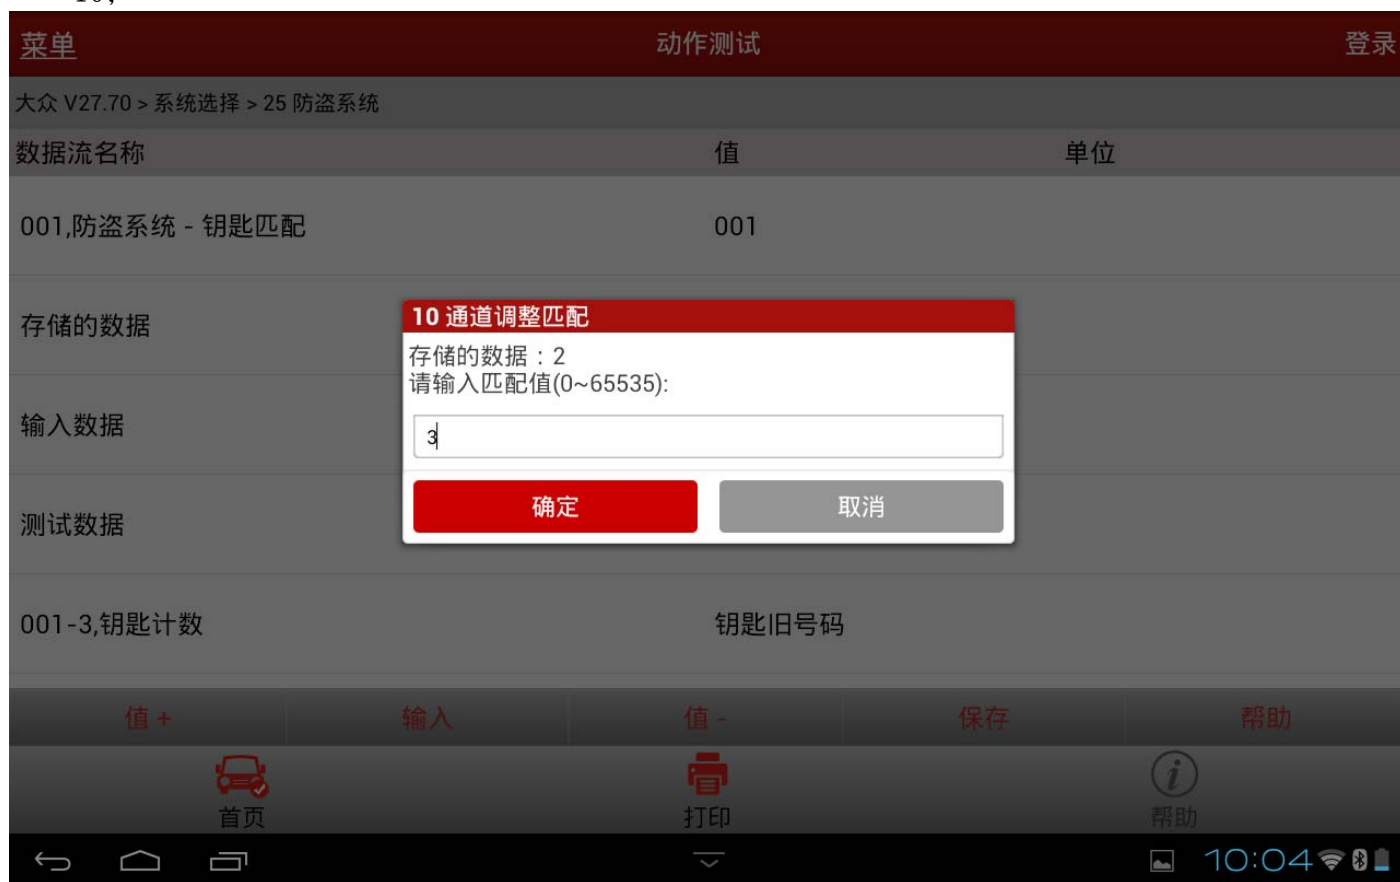 10,
菜单 动作测试 登录
大众 V27.70 > 系统选择 > 25 防盗系统
数据流名称 值 单位
001,防盗系统 - 钥匙匹配 001
存储的数据
10 通道调整匹配
存储的数据：2
请输入匹配值(0~65535):
输入数据
3
确定 取消
测试数据
001-3,钥匙计数 钥匙旧号码
值 + 输入 值 - 保存 帮助
首页 打印 帮助
10:04